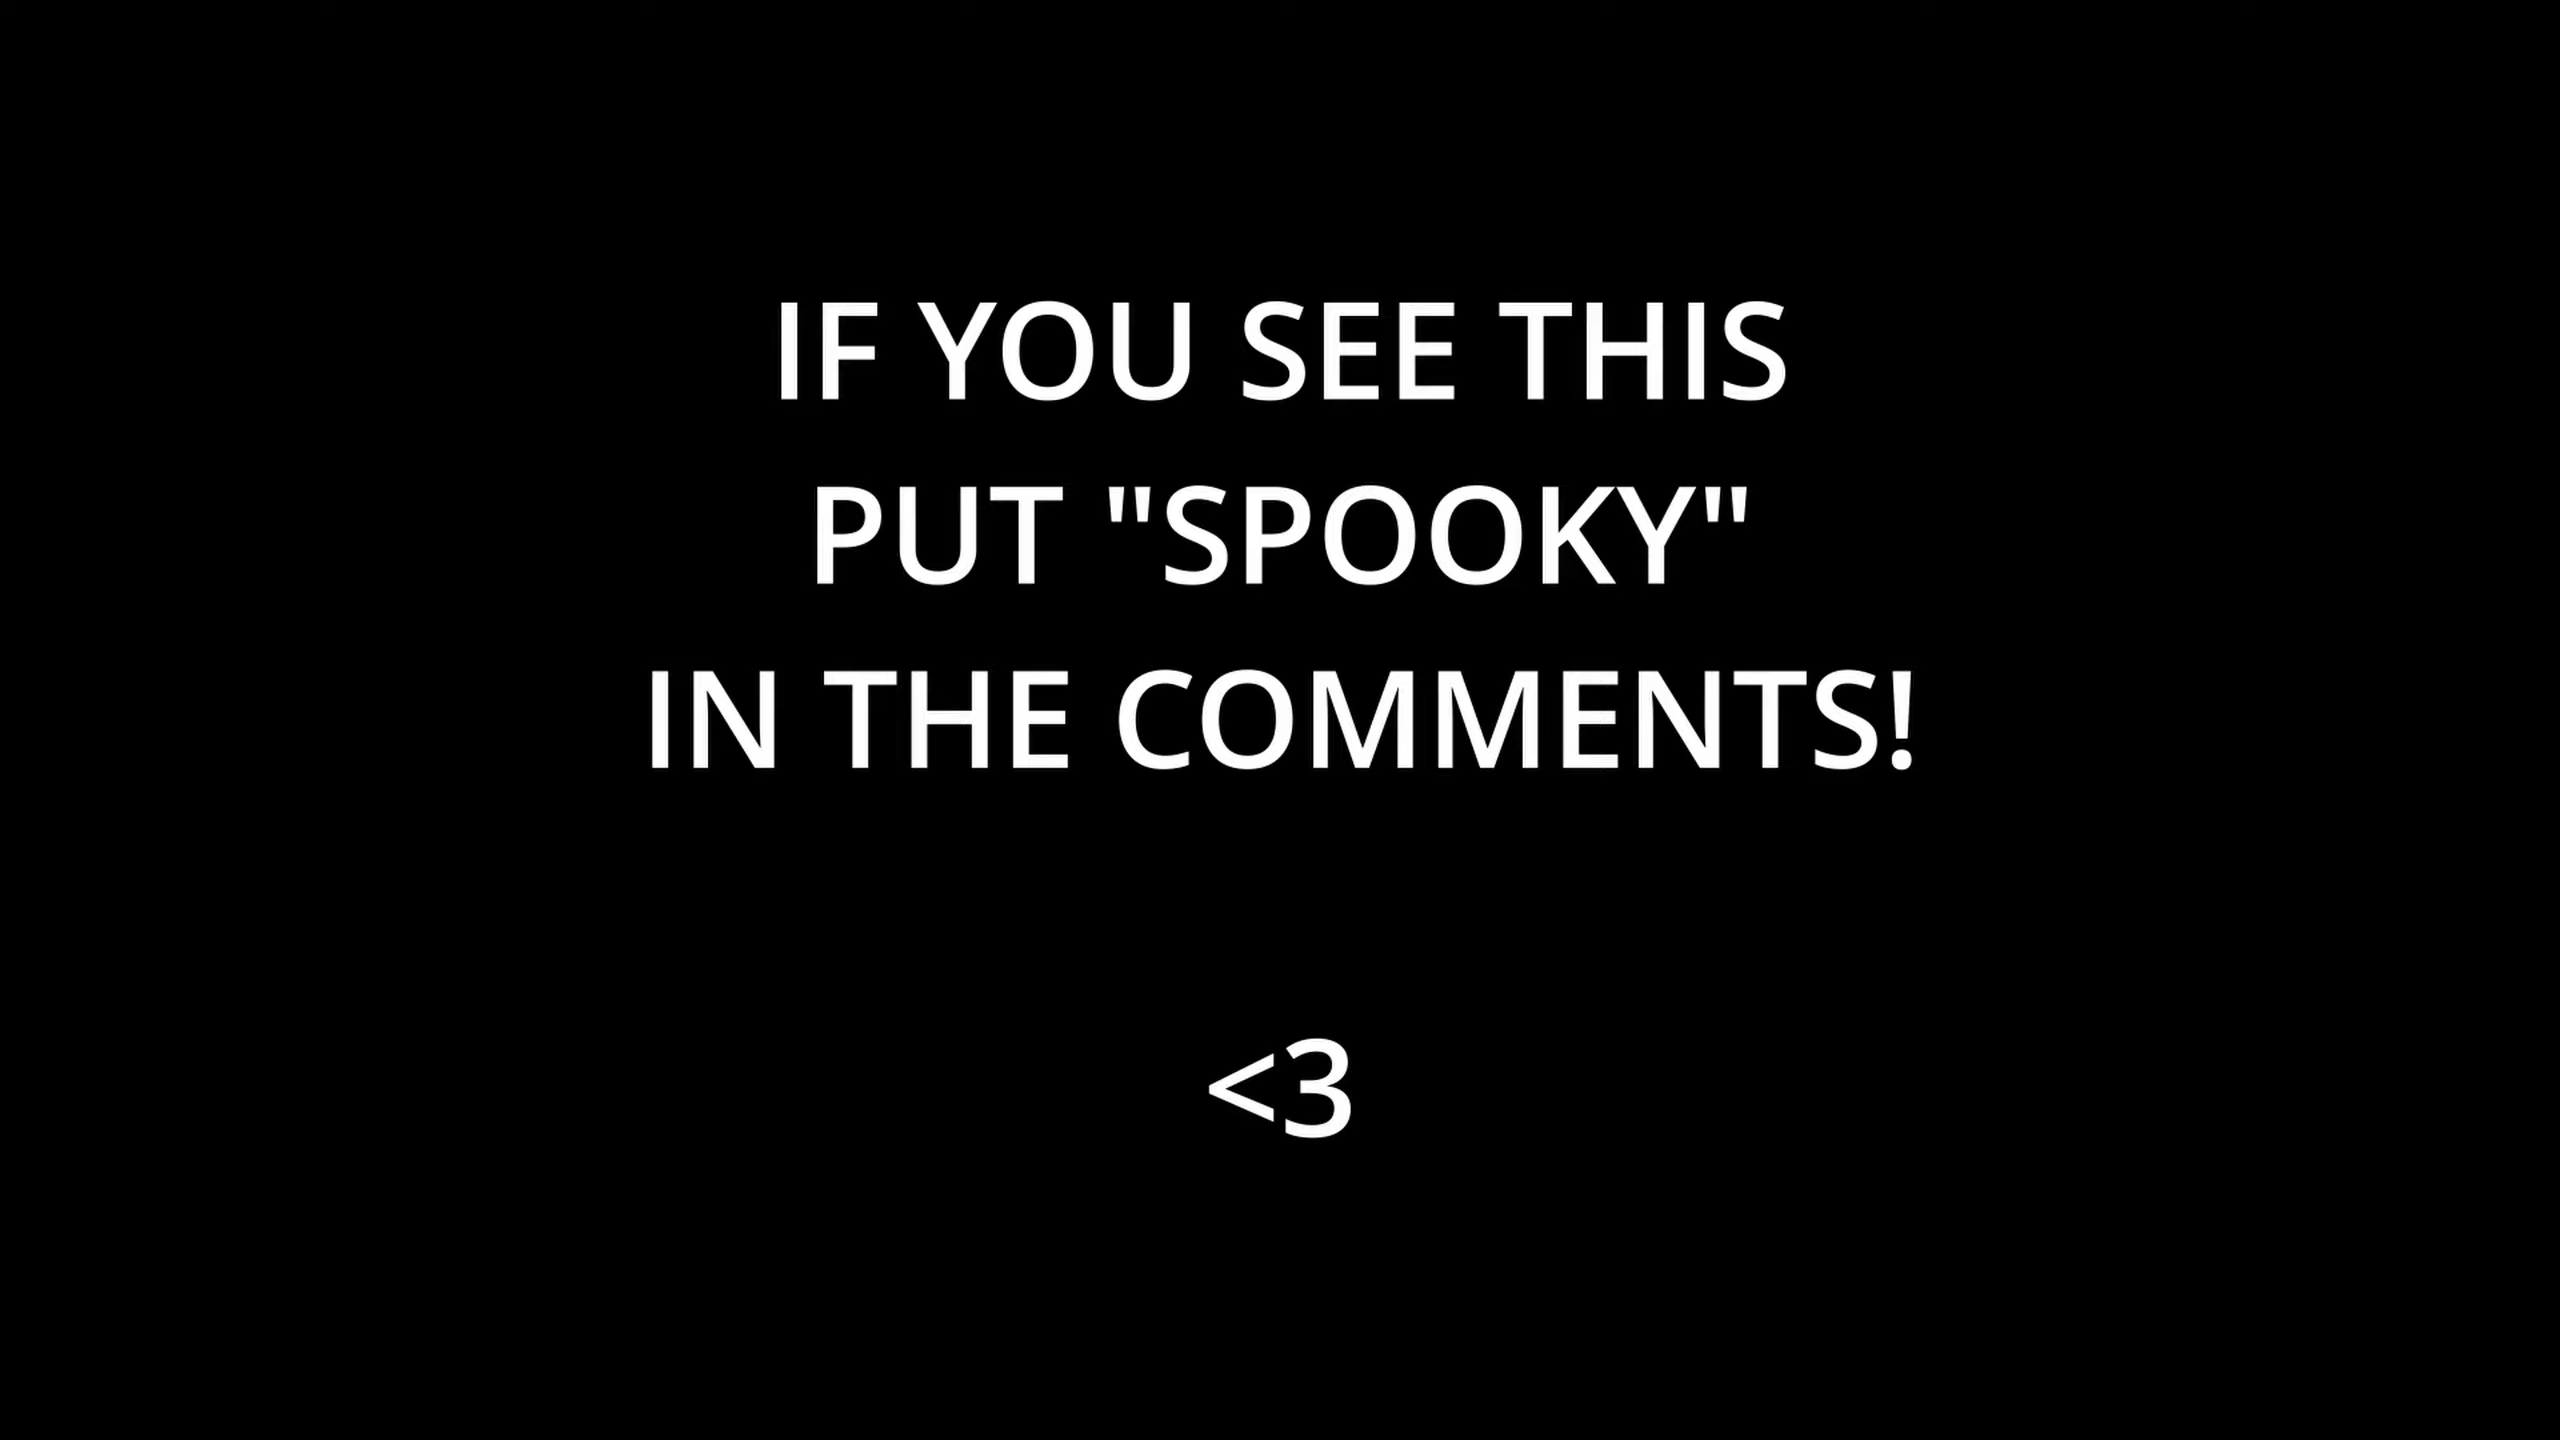 IF YOU SEE THIS
PUT "SPOOKY"
IN THE COMMENTS!
<3